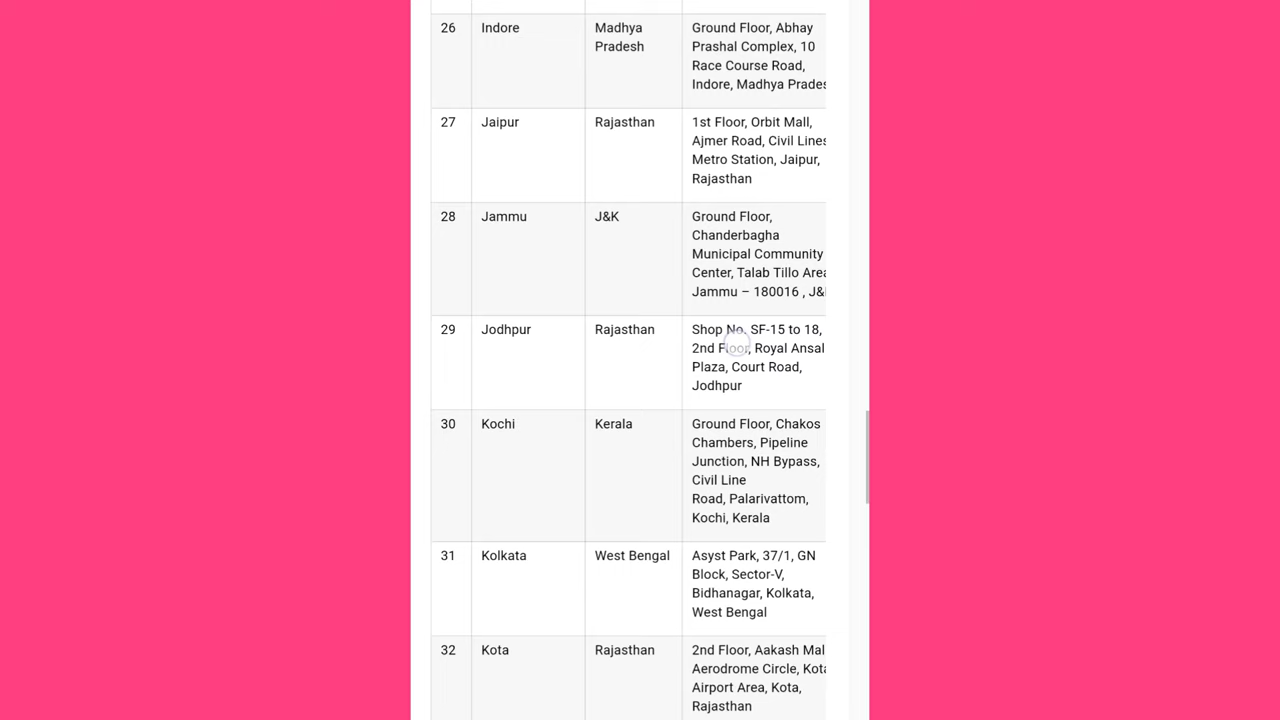 26 Indore Madhya Pradesh Ground Floor, Abhay
Prashal Complex, 10
Race Course Road,
Indore, Madhya Prades
27 Jaipur Rajasthan 1st Floor, Orbit Mall,
Ajmer Road, Civil Lines
Metro Station, Jaipur,
Rajasthan
28 Jammu J&K Ground Floor,
Chanderbagha
Municipal Community
Center, Talab Tillo Area
Jammu – 180016 , J&
29 Jodhpur Rajasthan Shop No. SF-15 to 18,
2nd Floor, Royal Ansal
Plaza, Court Road,
Jodhpur
30 Kochi Kerala Ground Floor, Chakos
Chambers, Pipeline
Junction, NH Bypass,
Civil Line
Road, Palarivattom,
Kochi, Kerala
31 Kolkata West Bengal Asyst Park, 37/1, GN
Block, Sector-V,
Bidhanagar, Kolkata,
West Bengal
32 Kota Rajasthan 2nd Floor, Aakash Mal
Aerodrome Circle, Kota
Airport Area, Kota,
Rajasthan